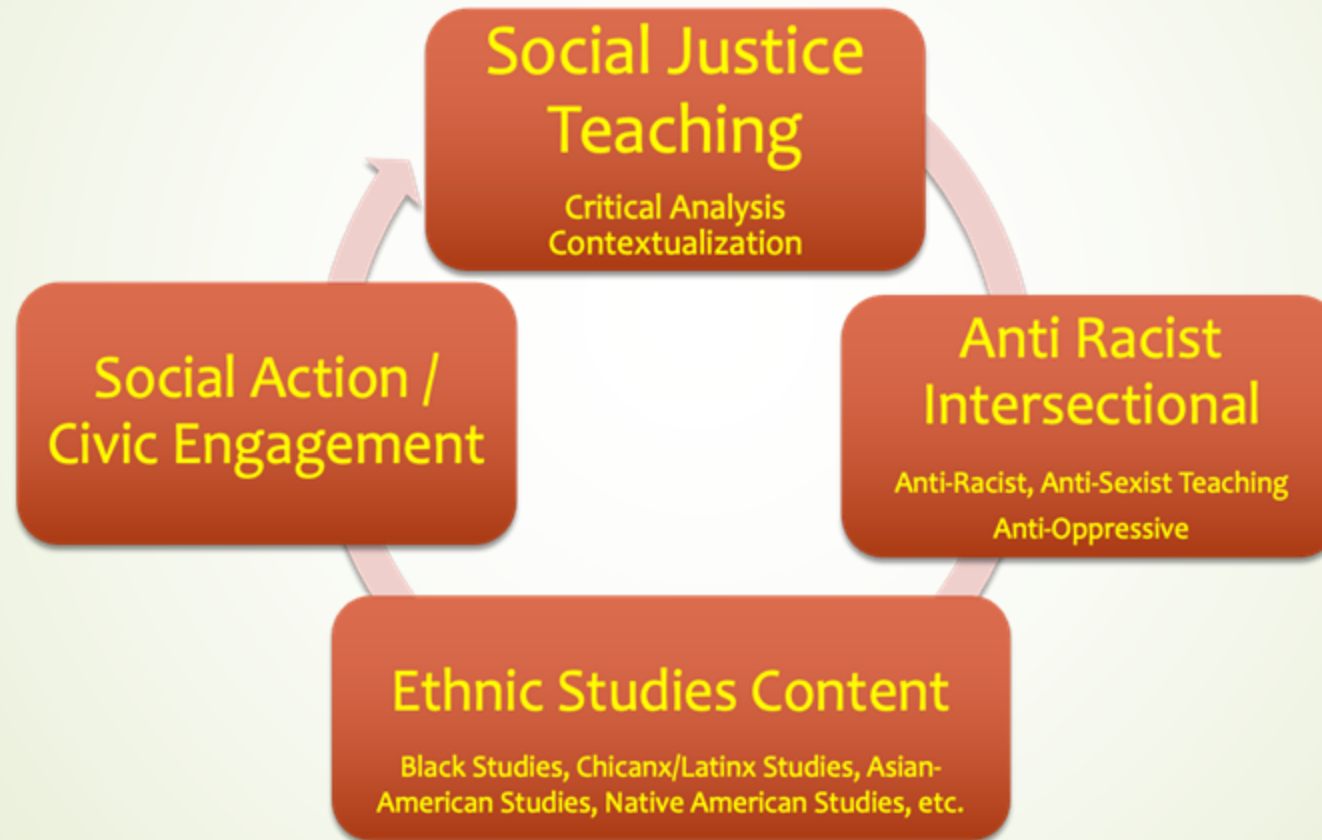 Social Justice
Teaching
Critical Analysis
Contextualization
Anti Racist
Intersectional
Anti-Racist, Anti-Sexist Teaching
Anti-Oppressive
Ethnic Studies Content
Black Studies, Chicanx/Latinx Studies, Asian-
American Studies, Native American Studies, etc.
Social Action /
Civic Engagement